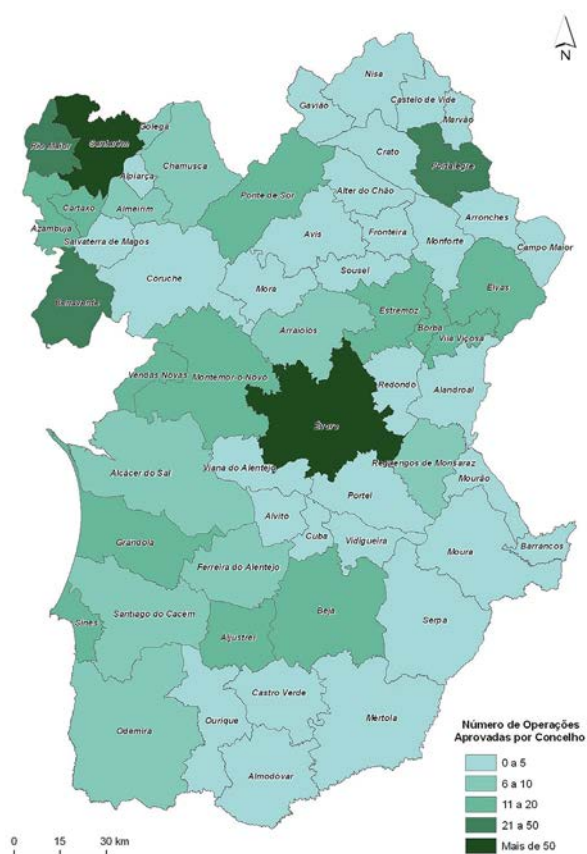 N
Nisa
Gavião
Castelo de Vide
Marvão
Golegã
Rio Maior
Santarém
Chamusca
Crato
Portalegre
Alpiarça
Ponte de Sor
Alter do Chão
Cartaxo
Almeirim
Arronches
Azambuja
Avis
Fronteira
Monforte
Salvaterra de Magos
Campo Maior
Coruche
Sousel
Mora
Elvas
Benavente
Estremoz
Arraiolos
Borba
Vila Viçosa
Vendas Novas
Montemor-o-Novo
Redondo
Alandroal
Évora
Alcácer do Sal
Viana do Alentejo
Reguengos de Monsaraz
Mourão
Portel
Alvito
Grândola
Cuba
Vidigueira
Moura
Barrancos
Ferreira do Alentejo
Santiago do Cacem
Sines
Aljustrel
Beja
Serpa
Castro Verde
Ourique
Mértola
Odemira
Almodôvar
Número de Operações
Aprovadas por Concelho
0 a 5
6 a 10
11 a 20
21 a 50
Mais de 50
0 15 30 km